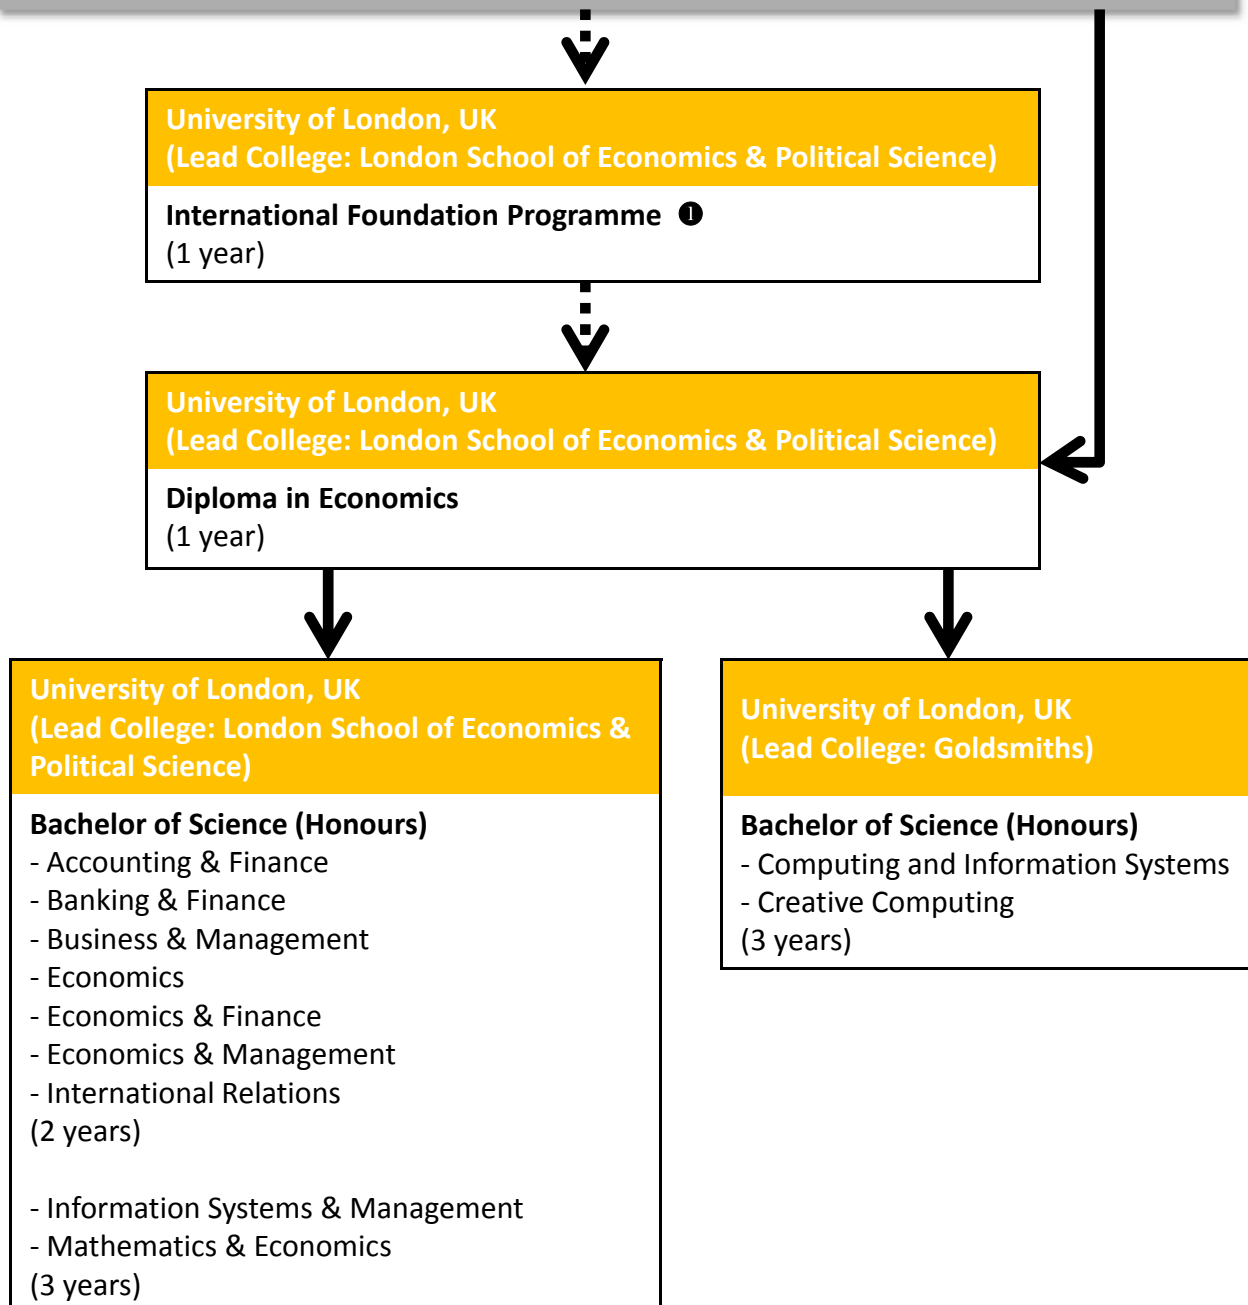 University of London, UK
(Lead College: London School of Economics & Political Science)
International Foundation Programme ❶
(1 year)
University of London, UK
(Lead College: London School of Economics & Political Science)
Diploma in Economics
(1 year)
University of London, UK
(Lead College: London School of Economics &
Political Science)
Bachelor of Science (Honours)
- Accounting & Finance
- Banking & Finance
- Business & Management
- Economics
- Economics & Finance
- Economics & Management
- International Relations
(2 years)
- Information Systems & Management
- Mathematics & Economics
(3 years)
University of London, UK
(Lead College: Goldsmiths)
Bachelor of Science (Honours)
- Computing and Information Systems
- Creative Computing
(3 years)